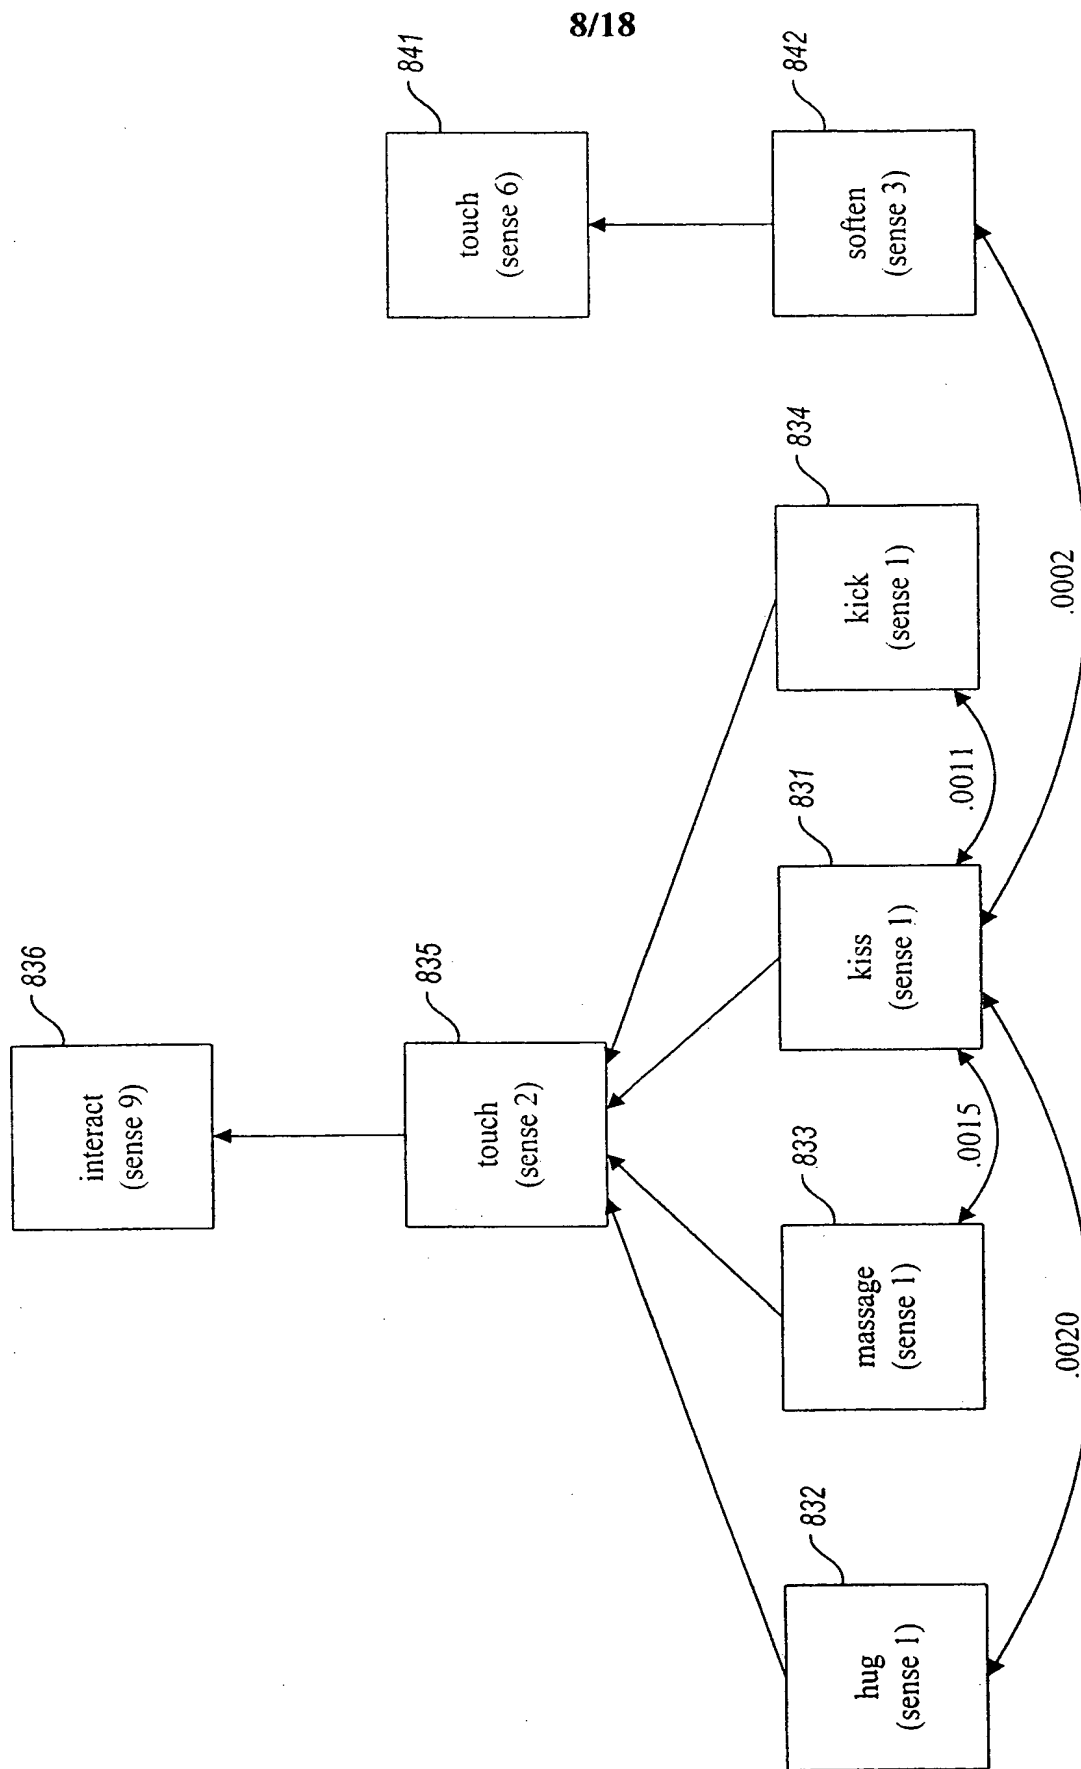 8/18
836
interact
(sense 9)
835
touch
(sense 2)
841
touch
(sense 6)
832
hug
(sense 1)
833
massage
(sense 1)
831
kiss
(sense 1)
834
kick
(sense 1)
842
soften
(sense 3)
.0015
.0011
.0020
.0002